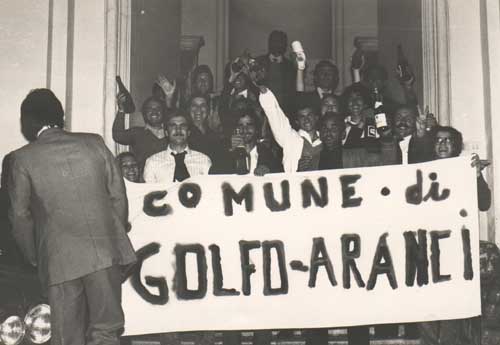 COMUNE · di
GOLFO-ARANCI